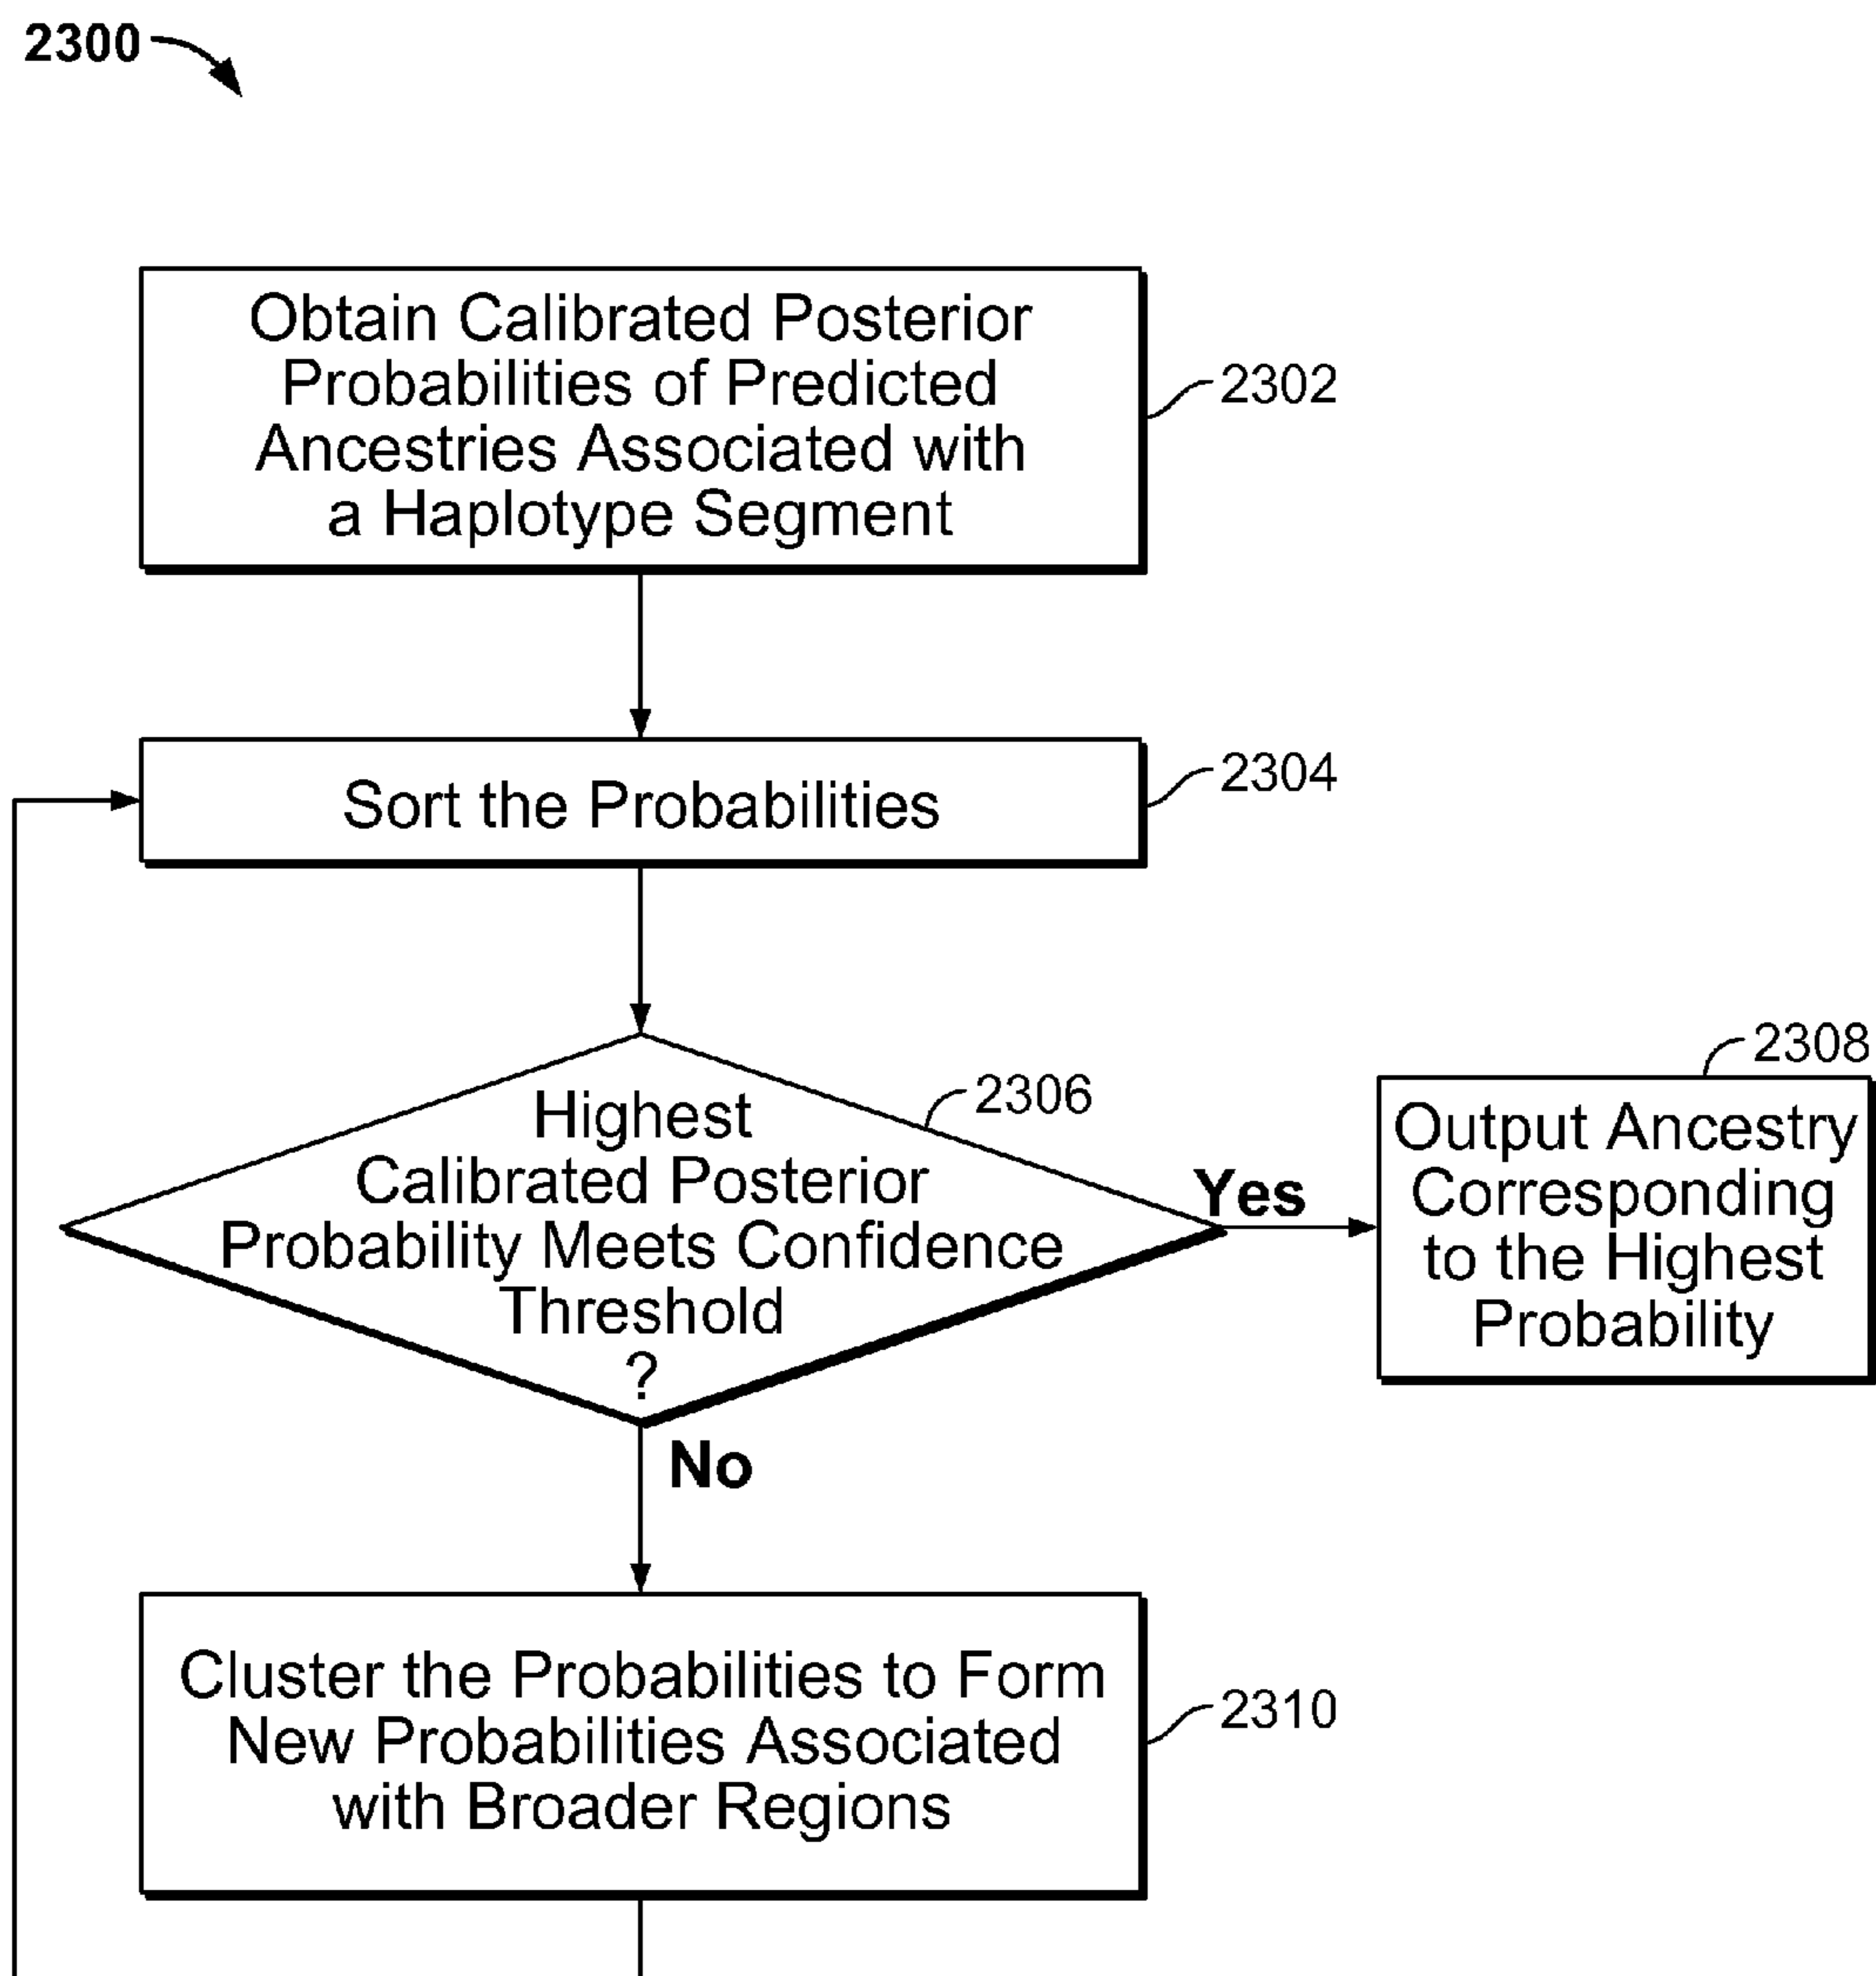 2300
Obtain Calibrated Posterior
Probabilities of Predicted
Ancestries Associated with
a Haplotype Segment
2302
Sort the Probabilities
2304
Highest
Calibrated Posterior
Probability Meets Confidence
Threshold
?
2306
Yes
2308
Output Ancestry
Corresponding
to the Highest
Probability
No
Cluster the Probabilities to Form
New Probabilities Associated
with Broader Regions
2310